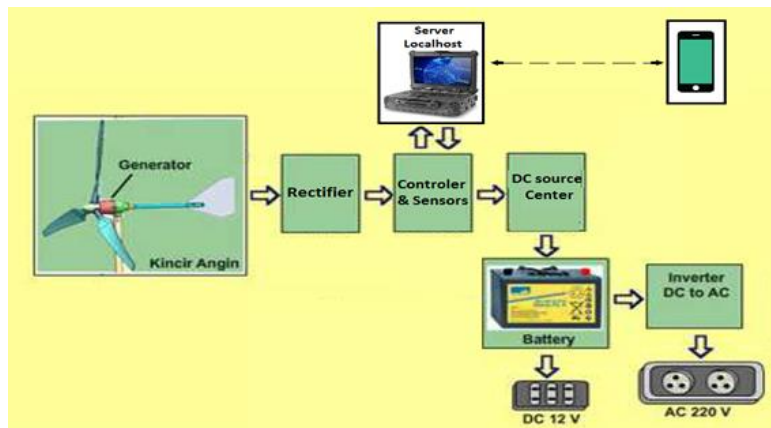 Server
Localhost
Generator
Kincir Angin
Rectifier
Controler
& Sensors
DC source
Center
Battery
Inverter
DC to AC
DC 12 V
AC 220 V